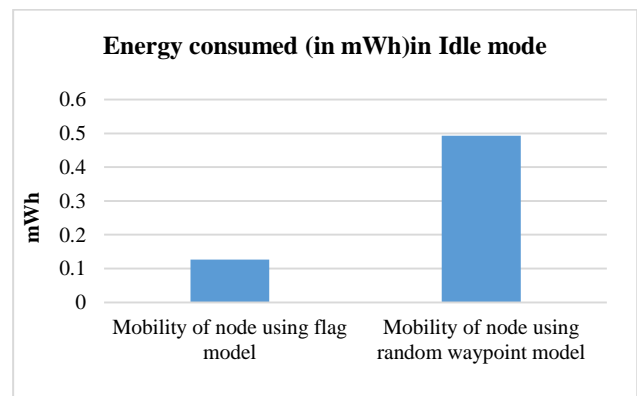 Energy consumed (in mWh)in Idle mode
0.6
0.5
0.4
0.3
0.2
0.1
0
mWh
Mobility of node using flag
model
Mobility of node using
random waypoint model